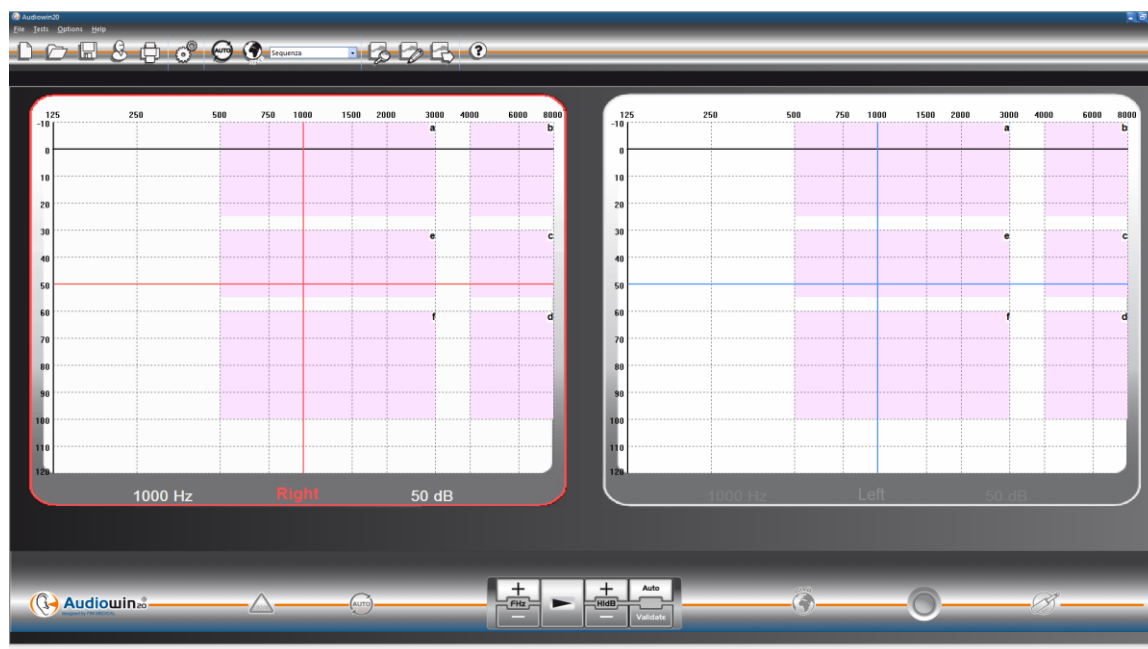 Audiowin20
File Tests Options Help
AUTO Sequenza ?
125 250 500 750 1000 1500 2000 3000 4000 6000 8000
-10 a b
0
10
20
30 e c
40
50
60 f d
70
80
90
100
110
120
1000 Hz Right 50 dB
125 250 500 750 1000 1500 2000 3000 4000 6000 8000
-10 a b
0
10
20
30 e c
40
50
60 f d
70
80
90
100
110
120
1000 Hz Left 50 dB
Audiowin20
AUTO
+ + Auto
FHz HldB
− − Validate